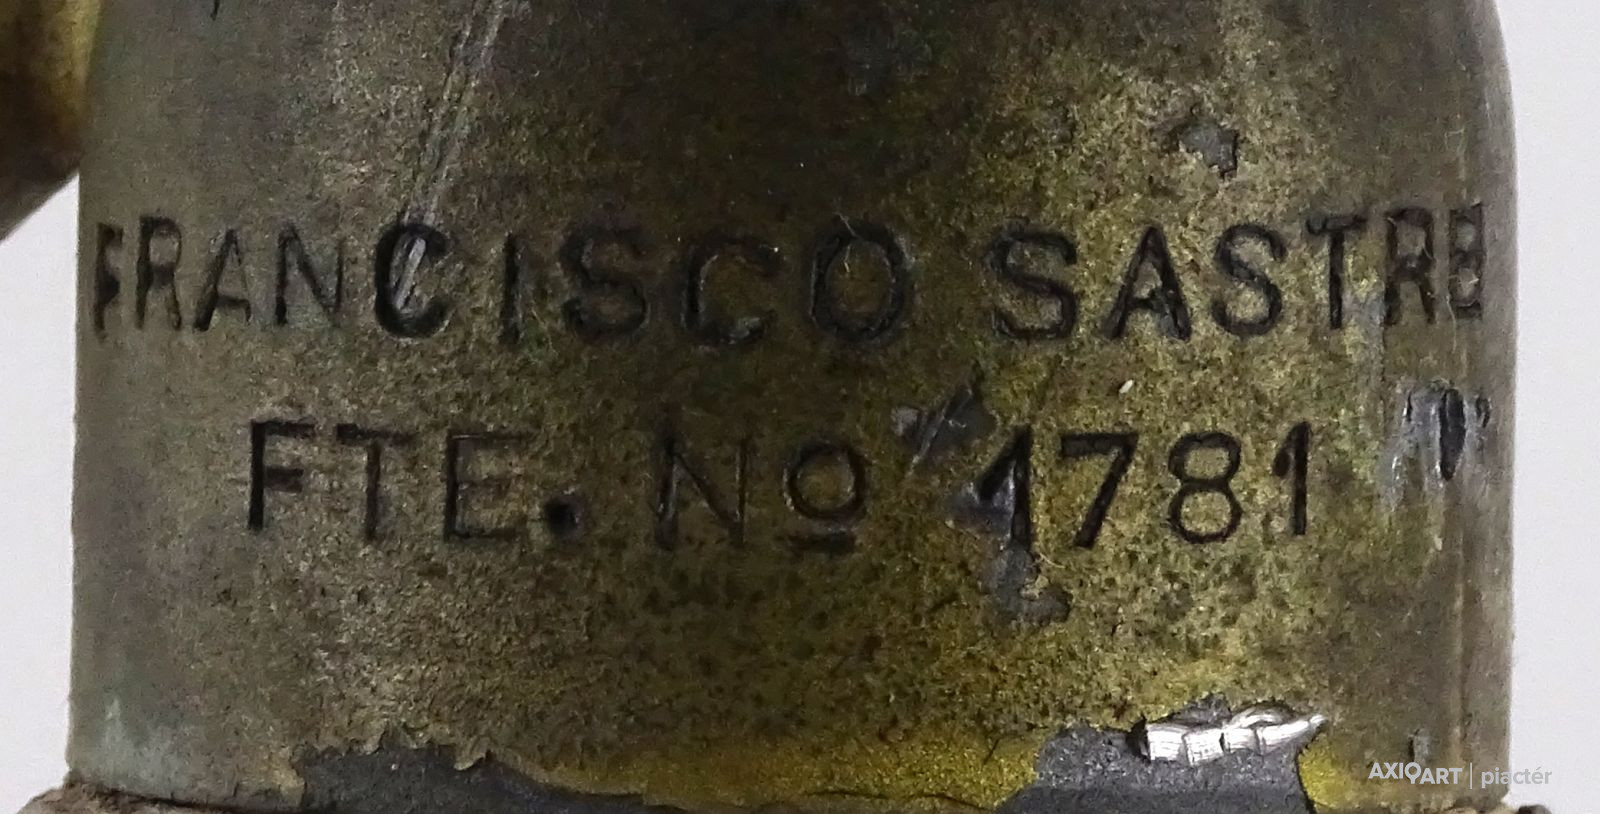 FRANCISCO SASTRE
FTE. Nº 1781
AXIOART | piactér